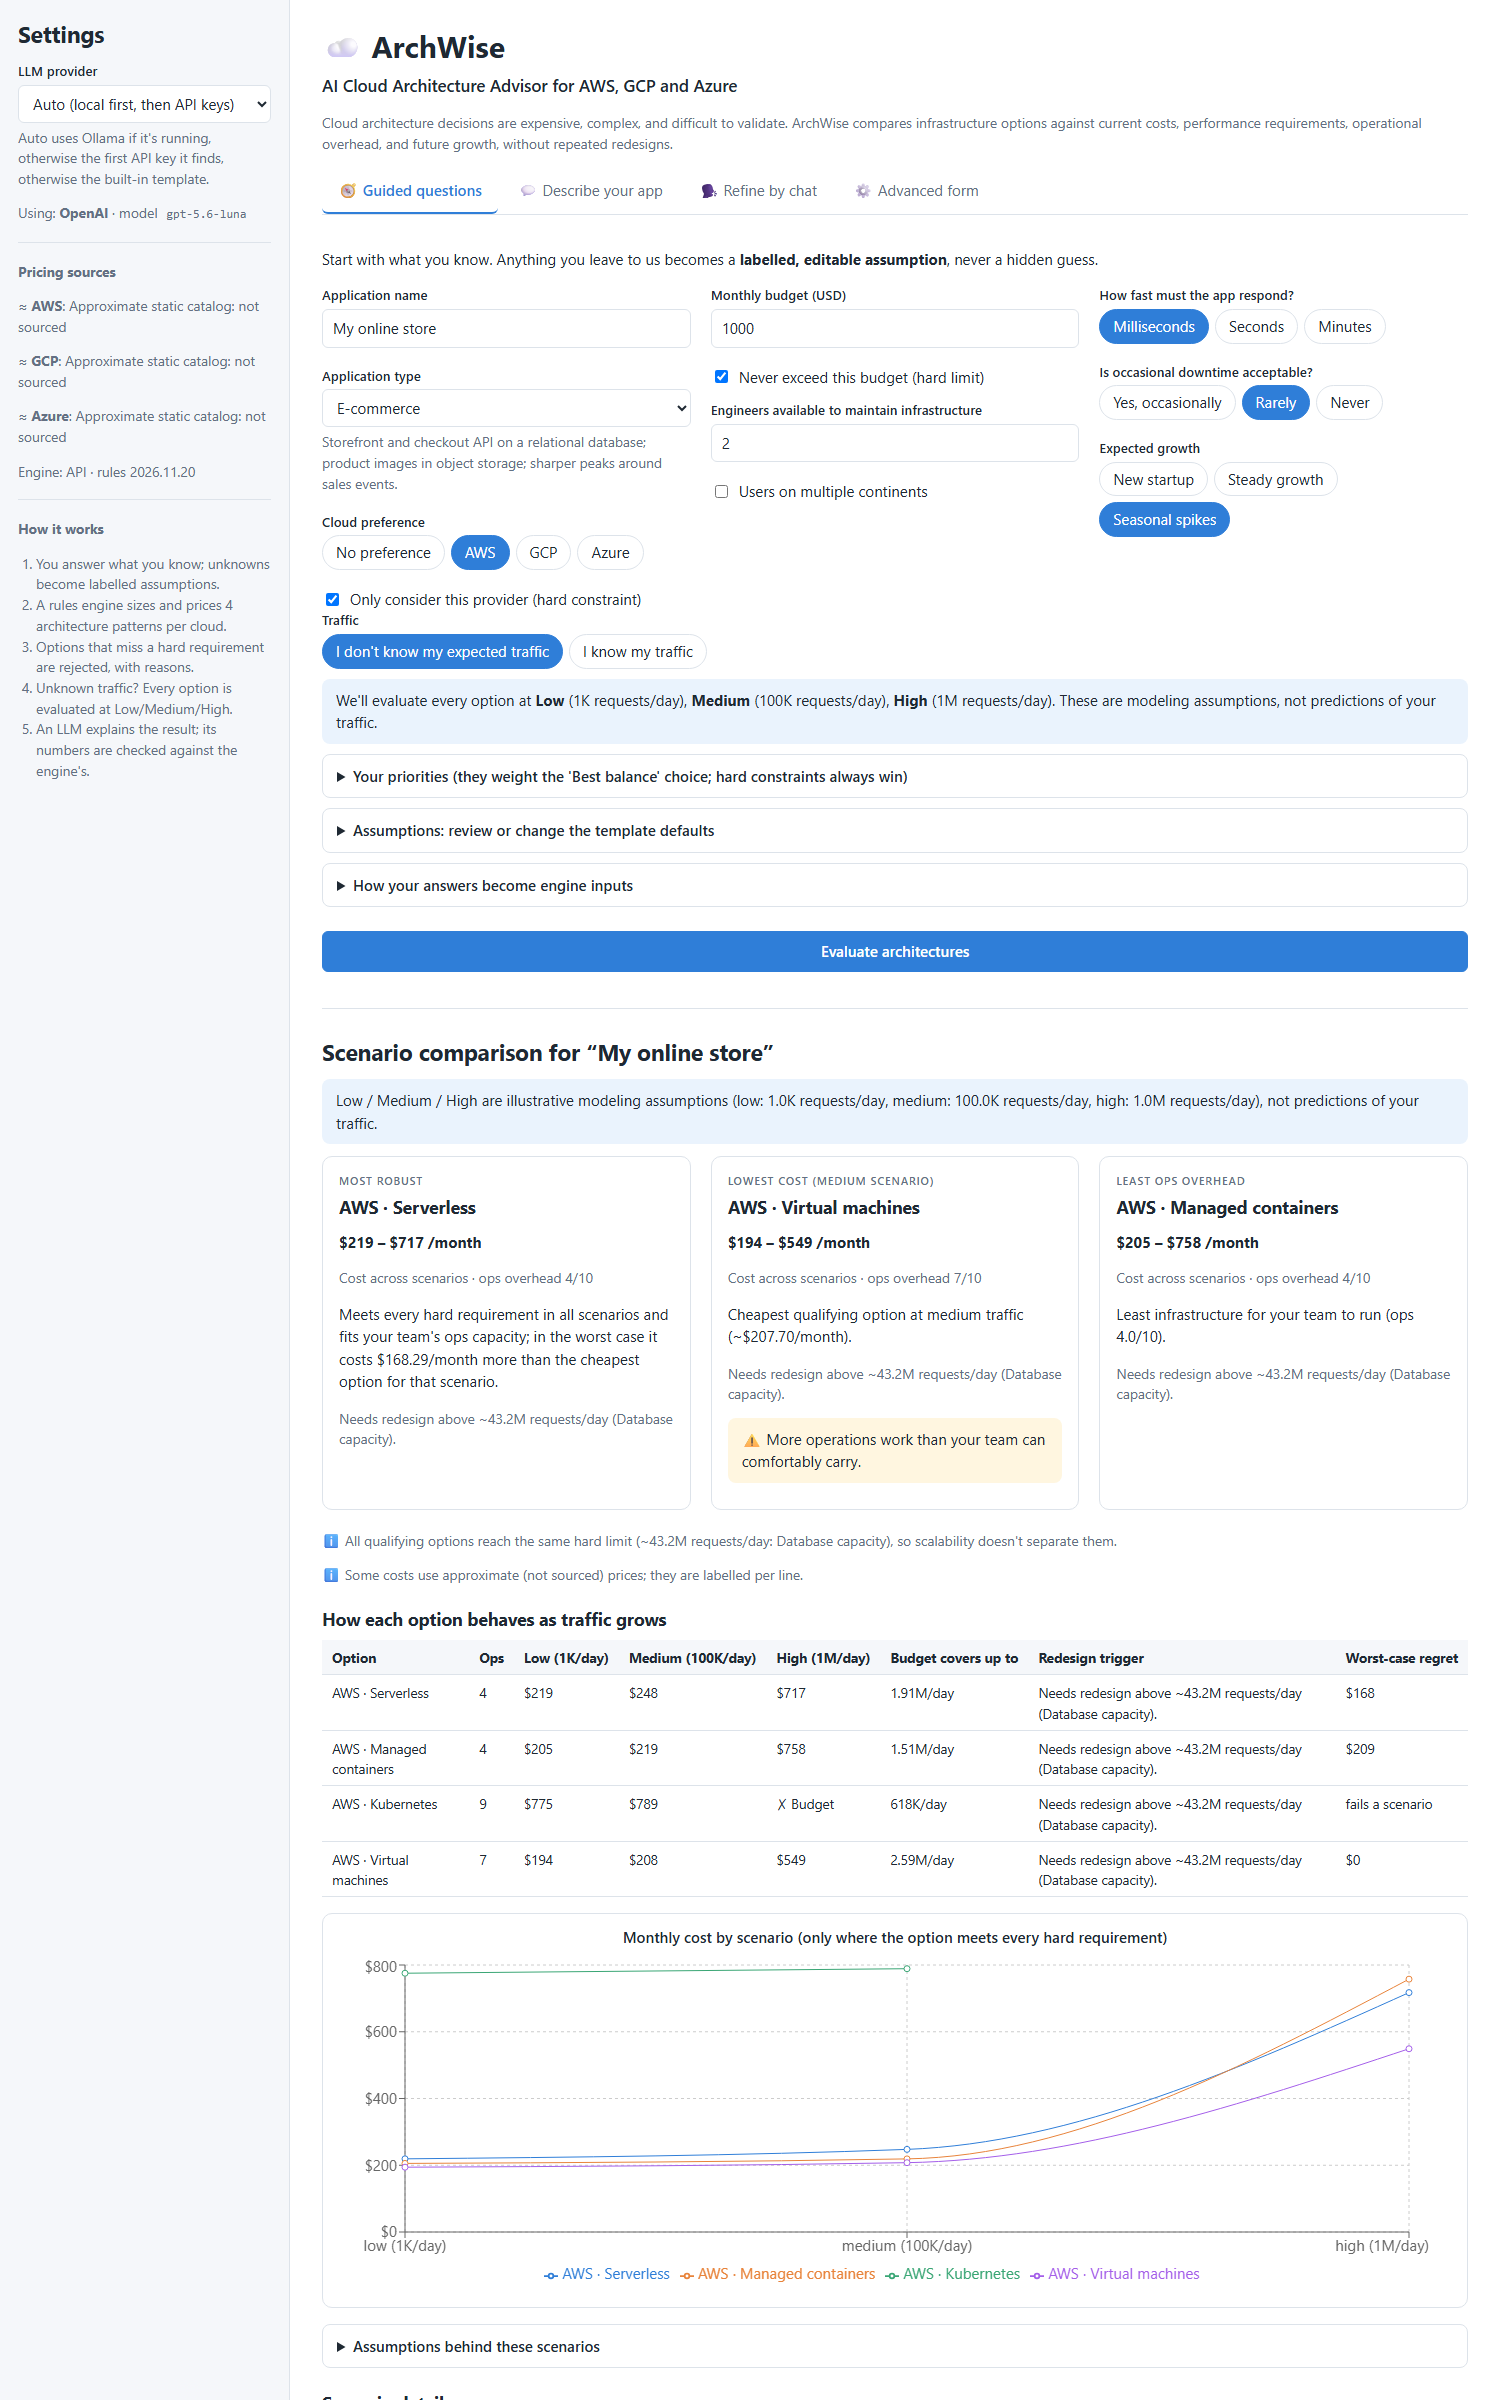 Settings
LLM provider
Auto (local first, then API keys)
Auto uses Ollama if it's running,
otherwise the first API key it finds,
otherwise the built-in template.
Using: OpenAI · model gpt-5.6-luna
Pricing sources
≈ AWS: Approximate static catalog: not
sourced
≈ GCP: Approximate static catalog: not
sourced
≈ Azure: Approximate static catalog: not
sourced
Engine: API · rules 2026.11.20
How it works
1. You answer what you know; unknowns
become labelled assumptions.
2. A rules engine sizes and prices 4
architecture patterns per cloud.
3. Options that miss a hard requirement
are rejected, with reasons.
4. Unknown traffic? Every option is
evaluated at Low/Medium/High.
5. An LLM explains the result; its
numbers are checked against the
engine's.
ArchWise
AI Cloud Architecture Advisor for AWS, GCP and Azure
Cloud architecture decisions are expensive, complex, and difficult to validate. ArchWise compares infrastructure options against current costs, performance requirements, operational
overhead, and future growth, without repeated redesigns.
Guided questions
Describe your app
Refine by chat
Advanced form
Start with what you know. Anything you leave to us becomes a labelled, editable assumption, never a hidden guess.
Application name
My online store
Application type
E-commerce
Storefront and checkout API on a relational database;
product images in object storage; sharper peaks around
sales events.
Cloud preference
No preference
AWS
GCP
Azure
Only consider this provider (hard constraint)
Monthly budget (USD)
1000
Never exceed this budget (hard limit)
Engineers available to maintain infrastructure
2
Users on multiple continents
How fast must the app respond?
Milliseconds
Seconds
Minutes
Is occasional downtime acceptable?
Yes, occasionally
Rarely
Never
Expected growth
New startup
Steady growth
Seasonal spikes
Traffic
I don't know my expected traffic
I know my traffic
We'll evaluate every option at Low (1K requests/day), Medium (100K requests/day), High (1M requests/day). These are modeling assumptions, not predictions of your
traffic.
▶ Your priorities (they weight the 'Best balance' choice; hard constraints always win)
▶ Assumptions: review or change the template defaults
▶ How your answers become engine inputs
Evaluate architectures
Scenario comparison for “My online store”
Low / Medium / High are illustrative modeling assumptions (low: 1.0K requests/day, medium: 100.0K requests/day, high: 1.0M requests/day), not predictions of your
traffic.
MOST ROBUST
AWS · Serverless
$219 – $717 /month
Cost across scenarios · ops overhead 4/10
Meets every hard requirement in all scenarios and
fits your team's ops capacity; in the worst case it
costs $168.29/month more than the cheapest
option for that scenario.
Needs redesign above ~43.2M requests/day (Database
capacity).
LOWEST COST (MEDIUM SCENARIO)
AWS · Virtual machines
$194 – $549 /month
Cost across scenarios · ops overhead 7/10
Cheapest qualifying option at medium traffic
(~$207.70/month).
Needs redesign above ~43.2M requests/day (Database
capacity).
⚠️ More operations work than your team can
comfortably carry.
LEAST OPS OVERHEAD
AWS · Managed containers
$205 – $758 /month
Cost across scenarios · ops overhead 4/10
Least infrastructure for your team to run (ops
4.0/10).
Needs redesign above ~43.2M requests/day (Database
capacity).
ℹ️ All qualifying options reach the same hard limit (~43.2M requests/day: Database capacity), so scalability doesn't separate them.
ℹ️ Some costs use approximate (not sourced) prices; they are labelled per line.
How each option behaves as traffic grows
Option Ops Low (1K/day) Medium (100K/day) High (1M/day) Budget covers up to Redesign trigger Worst-case regret
AWS · Serverless 4 $219 $248 $717 1.91M/day Needs redesign above ~43.2M requests/day $168
(Database capacity).
AWS · Managed 4 $205 $219 $758 1.51M/day Needs redesign above ~43.2M requests/day $209
containers (Database capacity).
AWS · Kubernetes 9 $775 $789 ✗ Budget 618K/day Needs redesign above ~43.2M requests/day fails a scenario
(Database capacity).
AWS · Virtual 7 $194 $208 $549 2.59M/day Needs redesign above ~43.2M requests/day $0
machines (Database capacity).
Monthly cost by scenario (only where the option meets every hard requirement)
$800
$600
$400
$200
$0
low (1K/day) medium (100K/day) high (1M/day)
AWS · Serverless AWS · Managed containers AWS · Kubernetes AWS · Virtual machines
▶ Assumptions behind these scenarios